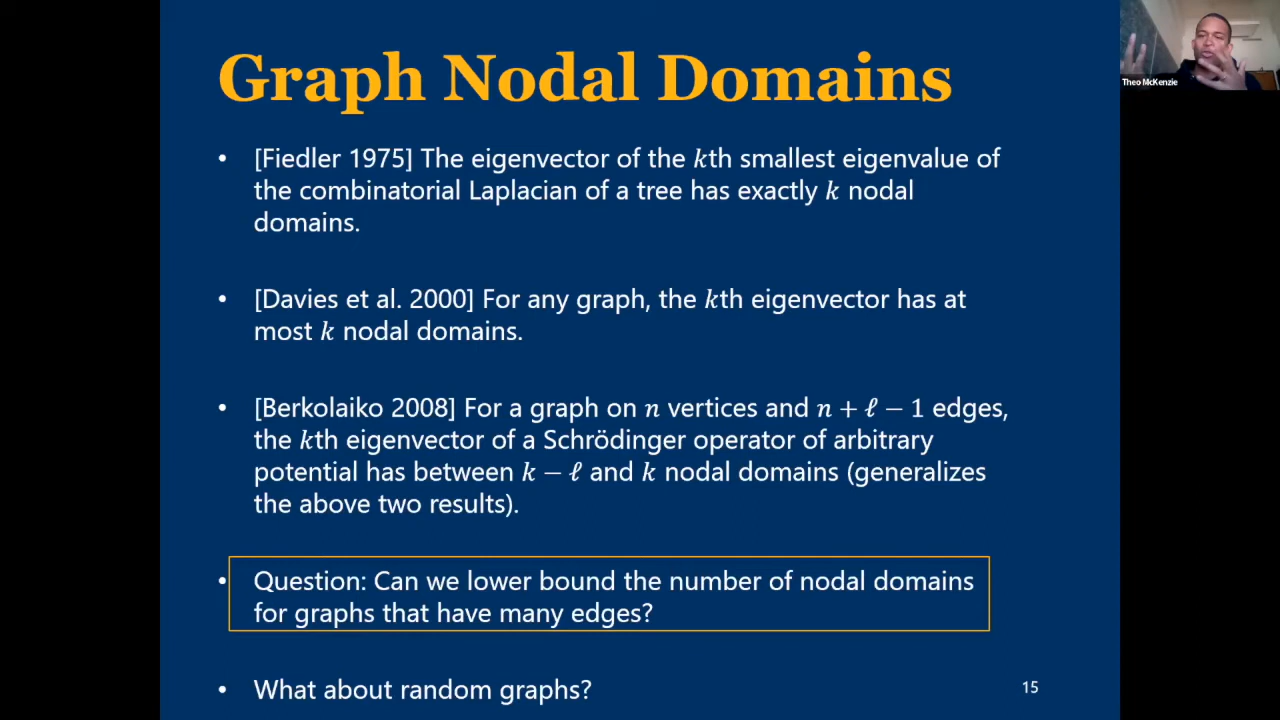 Graph Nodal Domains
Theo McKenzie
• [Fiedler 1975] The eigenvector of the kth smallest eigenvalue of
the combinatorial Laplacian of a tree has exactly k nodal
domains.
• [Davies et al. 2000] For any graph, the kth eigenvector has at
most k nodal domains.
• [Berkolaiko 2008] For a graph on n vertices and n + ℓ − 1 edges,
the kth eigenvector of a Schrödinger operator of arbitrary
potential has between k − ℓ and k nodal domains (generalizes
the above two results).
• Question: Can we lower bound the number of nodal domains
for graphs that have many edges?
• What about random graphs?
15